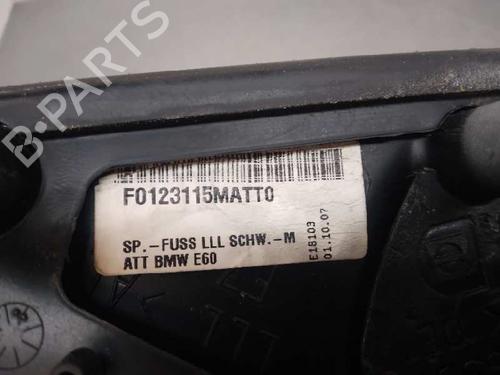 B-PARTS
F0123115MATT0
SP.-FUSS LLL SCHW.-M
ATT BMW E60
E18103
01.10.07